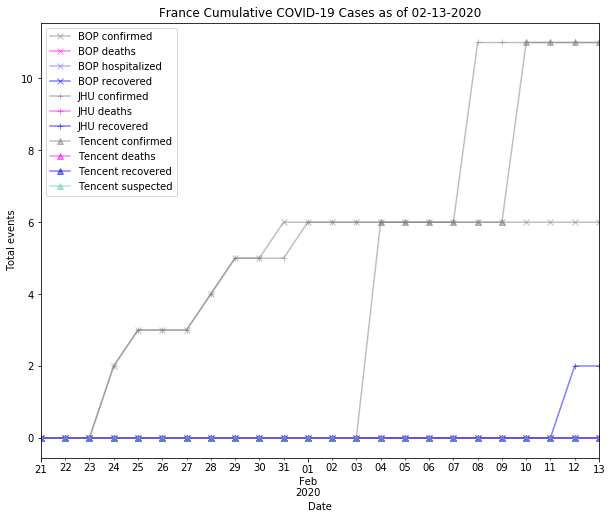 France Cumulative COVID-19 Cases as of 02-13-2020
BOP confirmed
BOP deaths
BOP hospitalized
BOP recovered
JHU confirmed
JHU deaths
JHU recovered
Tencent confirmed
Tencent deaths
Tencent recovered
Tencent suspected
10
8
6
4
2
0
Total events
21 22 23 24 25 26 27 28 29 30 31 01 02 03 04 05 06 07 08 09 10 11 12 13
Feb
2020
Date